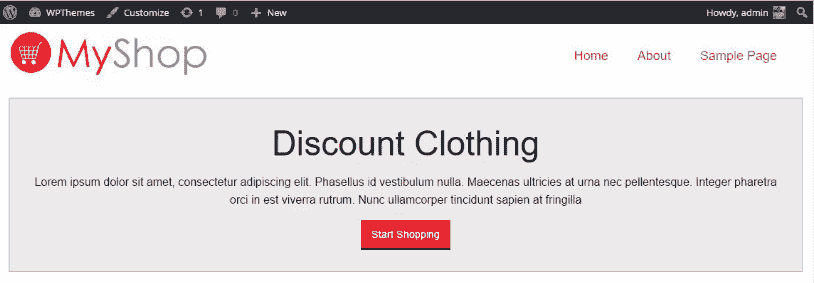 WPThemes Customize 1 0 New Howdy, admin
MyShop
Home About Sample Page
Discount Clothing
Lorem ipsum dolor sit amet, consectetur adipiscing elit. Phasellus id vestibulum nulla. Maecenas ultricies at urna nec pellentesque. Integer pharetra
orci in est viverra rutrum. Nunc ullamcorper tincidunt sapien at fringilla
Start Shopping